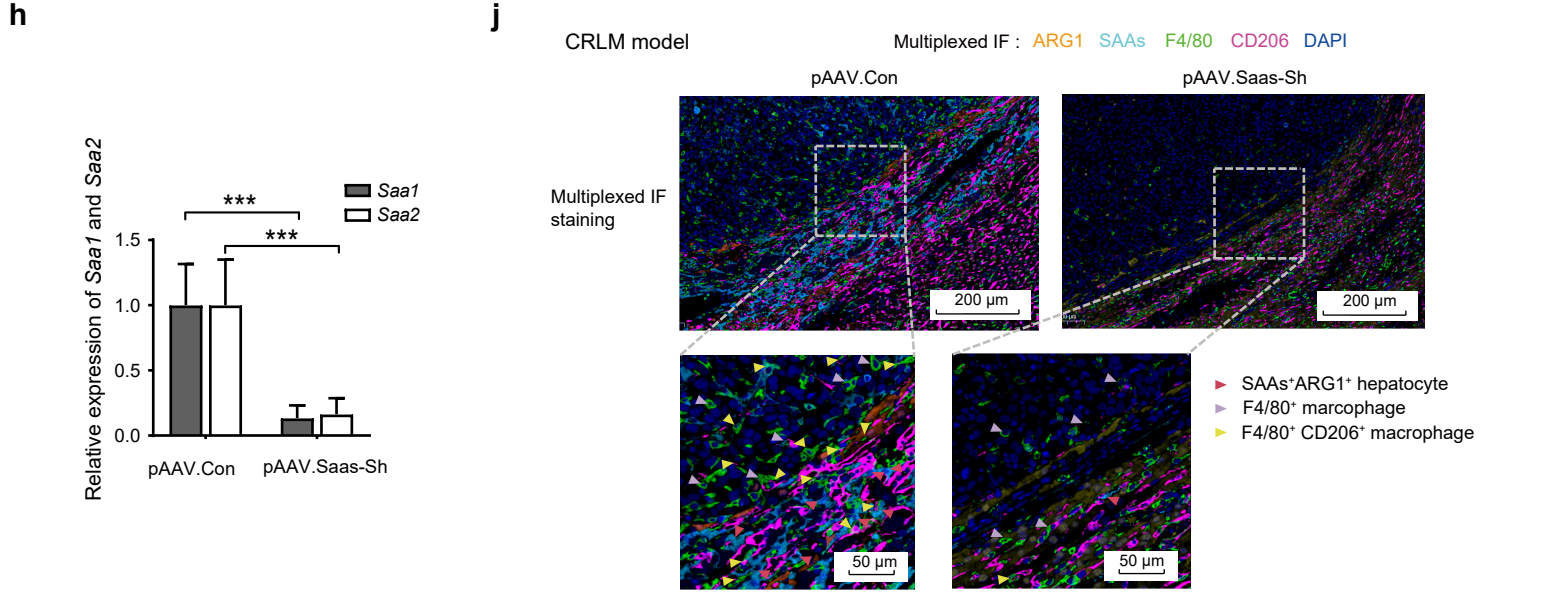 h
Relative expression of Saa1 and Saa2
***
***
Saa1
Saa2
1.5
1.0
0.5
0.0
pAAV.Con
pAAV.Saas-Sh
j
CRLM model
Multiplexed IF : ARG1 SAAs F4/80 CD206 DAPI
pAAV.Con
pAAV.Saas-Sh
Multiplexed IF
staining
200 μm
200 μm
50 μm
50 μm
SAAs⁺ARG1⁺ hepatocyte
F4/80⁺ marcophage
F4/80⁺ CD206⁺ macrophage